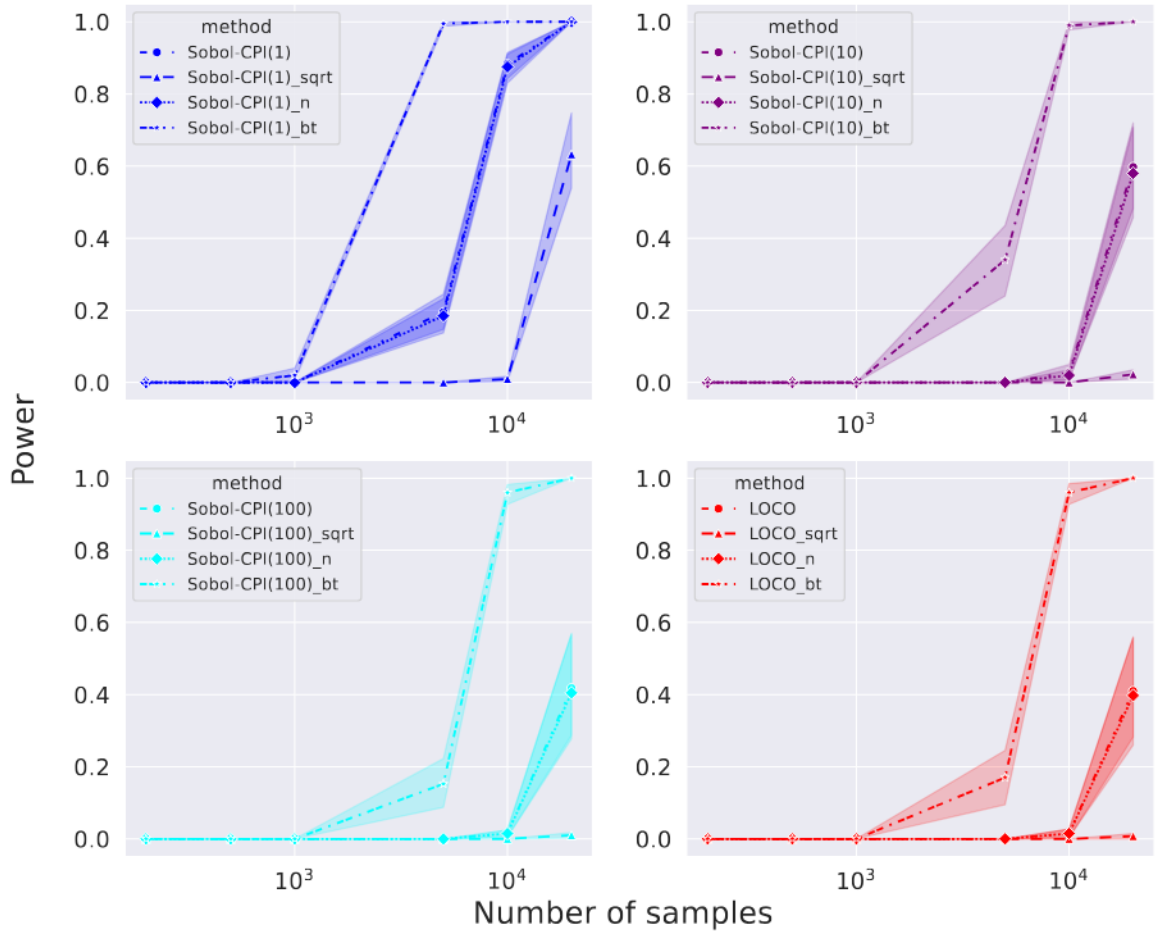 method
Sobol-CPI(1)
Sobol-CPI(1)_sqrt
Sobol-CPI(1)_n
Sobol-CPI(1)_bt
1.0
0.8
0.6
0.4
0.2
0.0
10^3
10^4
method
Sobol-CPI(10)
Sobol-CPI(10)_sqrt
Sobol-CPI(10)_n
Sobol-CPI(10)_bt
1.0
0.8
0.6
0.4
0.2
0.0
10^3
10^4
Power
method
Sobol-CPI(100)
Sobol-CPI(100)_sqrt
Sobol-CPI(100)_n
Sobol-CPI(100)_bt
1.0
0.8
0.6
0.4
0.2
0.0
10^3
10^4
method
LOCO
LOCO_sqrt
LOCO_n
LOCO_bt
1.0
0.8
0.6
0.4
0.2
0.0
10^3
10^4
Number of samples